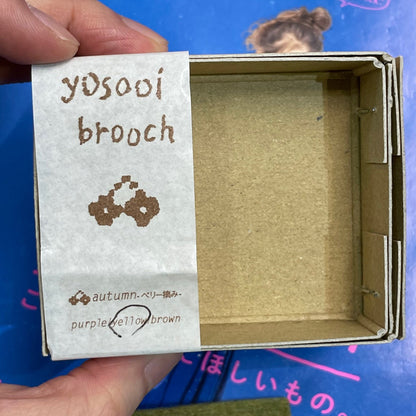 yosooi
brooch
autumn-ベリー摘み-
purple/yellow/brown
ほしいもの。